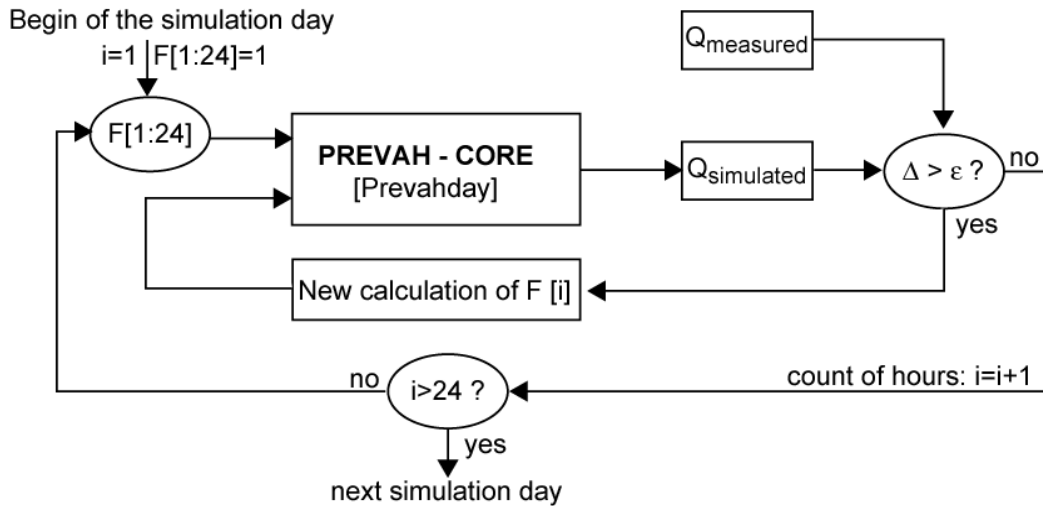 Begin of the simulation day
i=1 F[1:24]=1
F[1:24]
PREVAH - CORE
[Prevahday]
Qmeasured
Qsimulated
Δ > ε ?
no
yes
New calculation of F [i]
count of hours: i=i+1
no
i>24 ?
yes
next simulation day